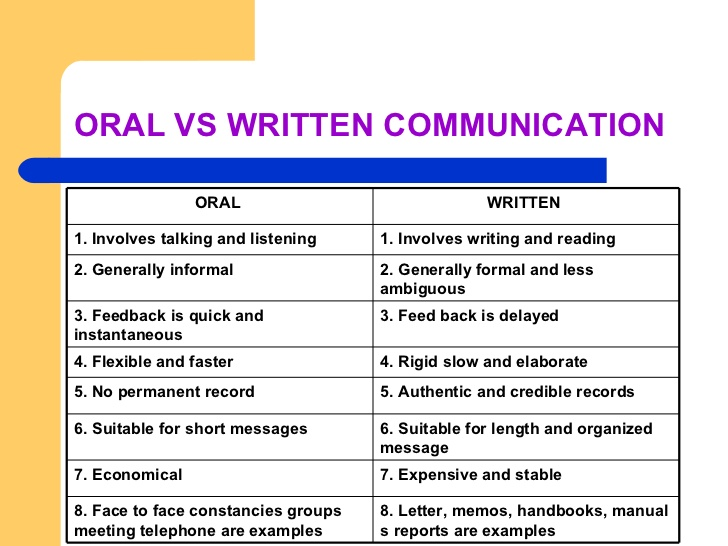 ORAL VS WRITTEN COMMUNICATION
ORAL
WRITTEN
1. Involves talking and listening
1. Involves writing and reading
2. Generally informal
2. Generally formal and less
ambiguous
3. Feedback is quick and
instantaneous
3. Feed back is delayed
4. Flexible and faster
4. Rigid slow and elaborate
5. No permanent record
5. Authentic and credible records
6. Suitable for short messages
6. Suitable for length and organized
message
7. Economical
7. Expensive and stable
8. Face to face constancies groups
meeting telephone are examples
8. Letter, memos, handbooks, manual
s reports are examples